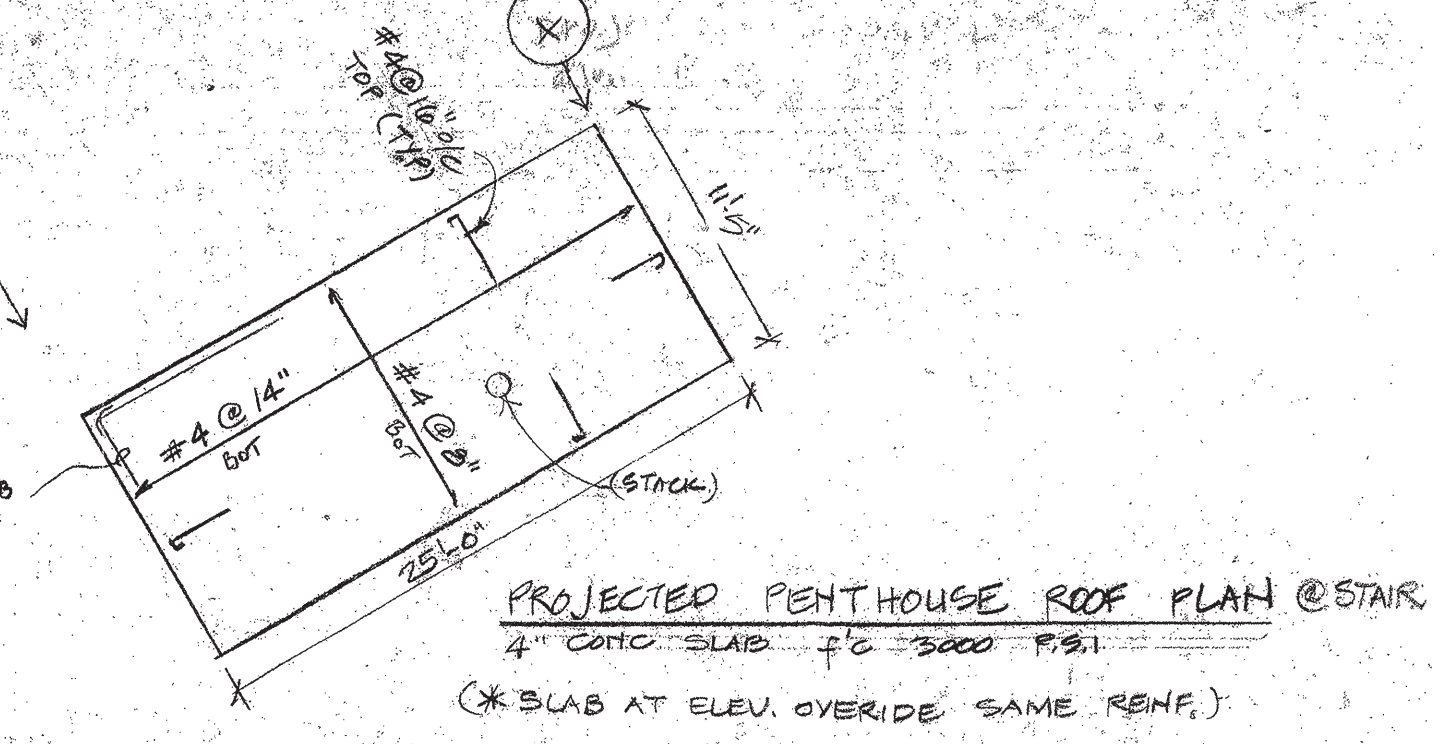 X
#4@16" o/c
TOP (TYP)
11'-5"
#4 @ 14"
BOT
#4 @ 8"
BOT
B
(STACK)
25'-0"
PROJECTED PENTHOUSE ROOF PLAN @ STAIR
4" CONC SLAB f'c 3000 P.S.I
(* SLAB AT ELEV. OVERIDE SAME REINF.)